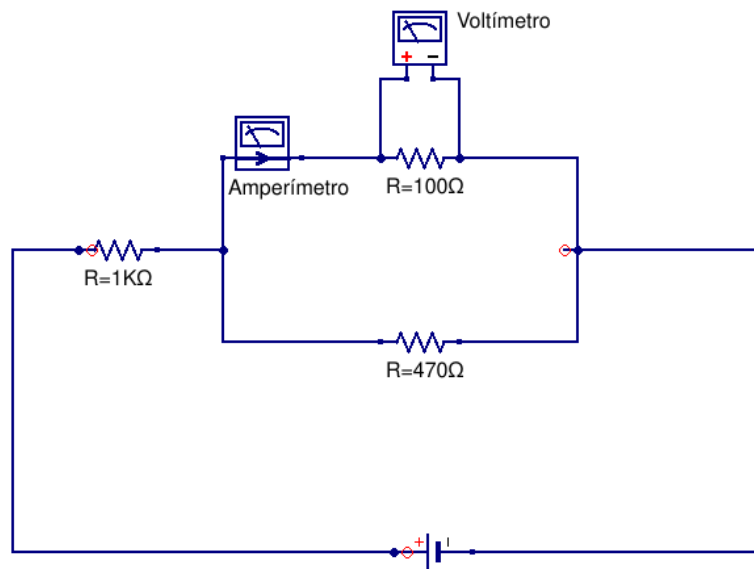 Voltímetro
+ −
Amperímetro
R=100Ω
R=1KΩ
R=470Ω
+ I